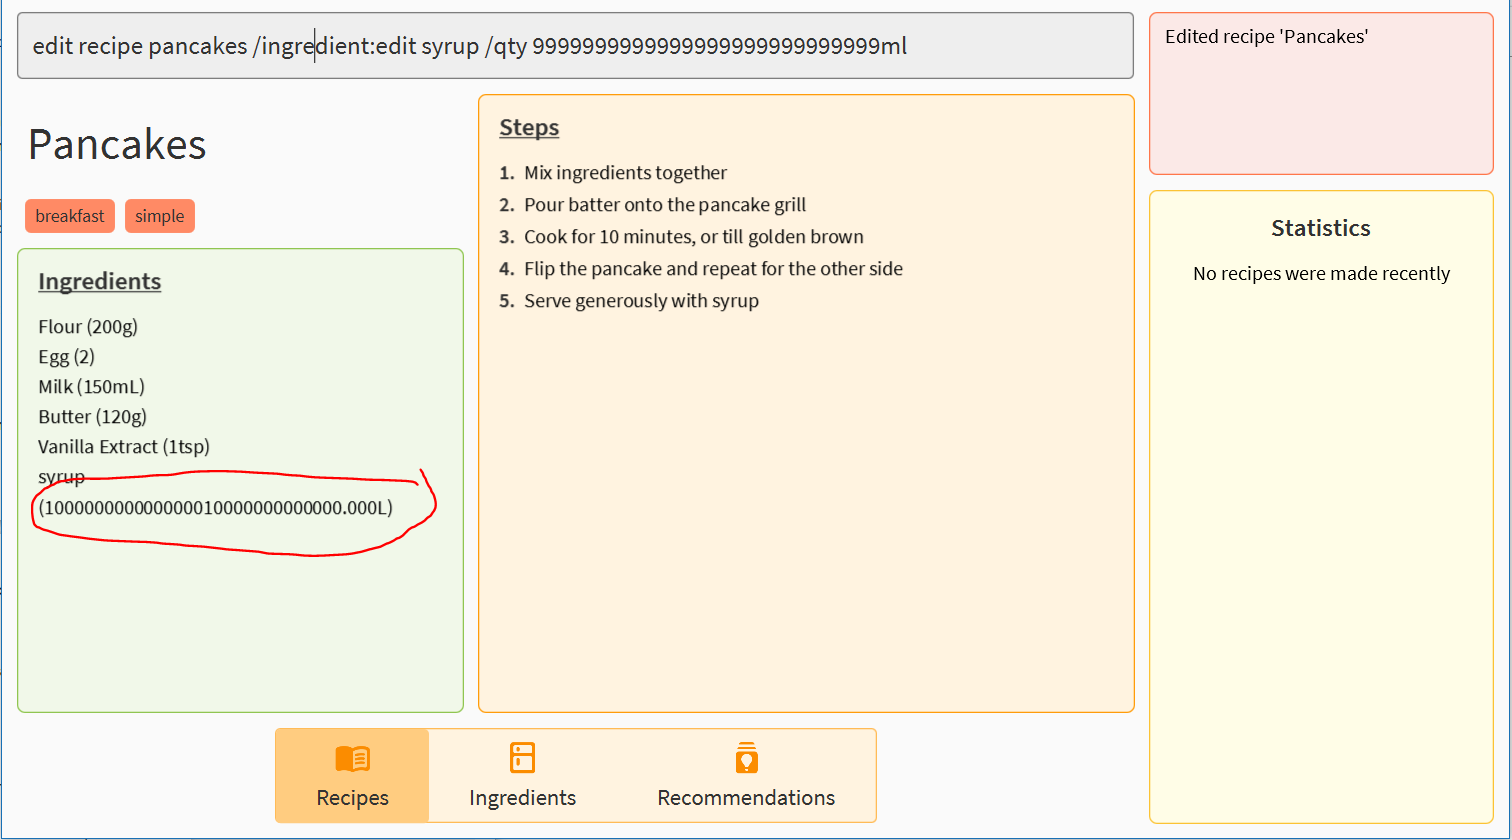 edit recipe pancakes /ingredient:edit syrup /qty 9999999999999999999999999999ml
Edited recipe 'Pancakes'
Pancakes
breakfast simple
Ingredients
Flour (200g)
Egg (2)
Milk (150mL)
Butter (120g)
Vanilla Extract (1tsp)
syrup
(100000000000000001000000000000.000L)
Steps
1. Mix ingredients together
2. Pour batter onto the pancake grill
3. Cook for 10 minutes, or till golden brown
4. Flip the pancake and repeat for the other side
5. Serve generously with syrup
Statistics
No recipes were made recently
Recipes Ingredients Recommendations